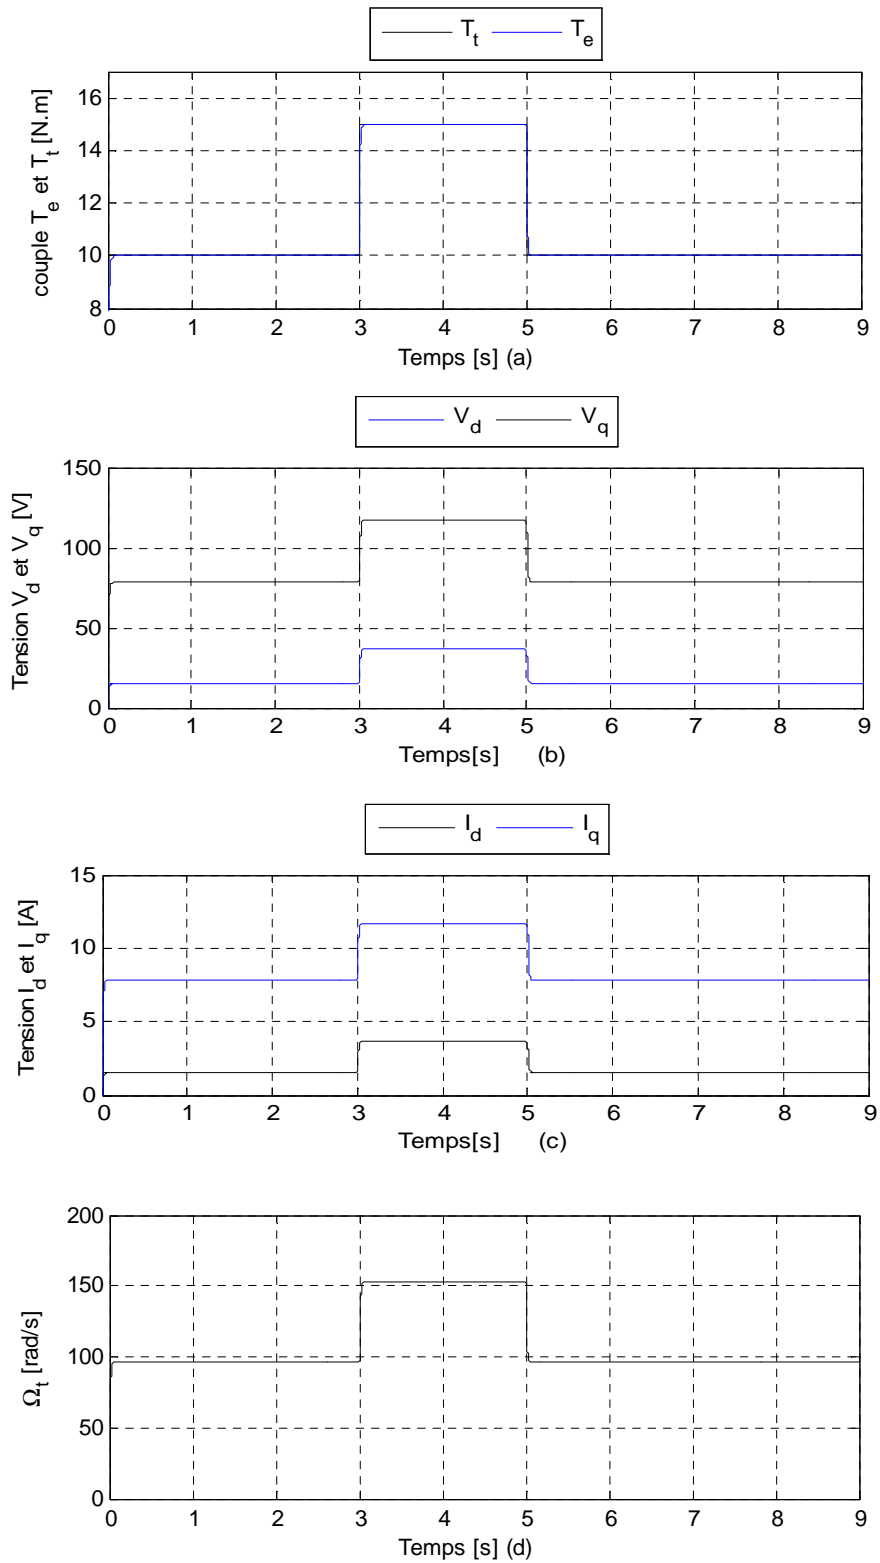 T_t T_e
16
14
12
10
8
couple T_e et T_t [N.m]
0 1 2 3 4 5 6 7 8 9
Temps [s] (a)
V_d V_q
150
100
50
0
Tension V_d et V_q [V]
0 1 2 3 4 5 6 7 8 9
Temps[s] (b)
I_d I_q
15
10
5
0
Tension I_d et I_q [A]
0 1 2 3 4 5 6 7 8 9
Temps[s] (c)
200
150
100
50
0
Ω_t [rad/s]
0 1 2 3 4 5 6 7 8 9
Temps [s] (d)